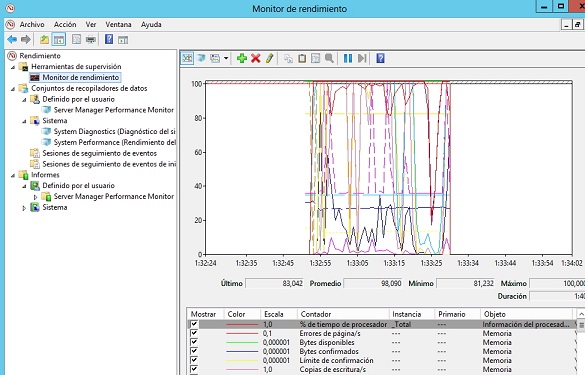 Monitor de rendimiento
Archivo Acción Ver Ventana Ayuda
Rendimiento
Herramientas de supervisión
Monitor de rendimiento
Conjuntos de recopiladores de datos
Definido por el usuario
Server Manager Performance Monitor
Sistema
System Diagnostics (Diagnóstico del si
System Performance (Rendimiento del
Sesiones de seguimiento de eventos
Sesiones de seguimiento de eventos de ini
Informes
Definido por el usuario
Server Manager Performance Monitor
Sistema
100
80
60
40
20
0
1:32:24 1:32:35 1:32:45 1:32:55 1:33:05 1:33:15 1:33:25 1:33:35 1:33:45 1:34:02
Último 83,042 Promedio 98,090 Mínimo 81,232 Máximo 100,000
Duración 1:40
Mostrar Color Escala Contador Instancia Primario Objeto
1,0 % de tiempo de procesador _Total --- Información del procesad...
0,1 Errores de página/s --- --- Memoria
0,000001 Bytes disponibles --- --- Memoria
0,000001 Bytes confirmados --- --- Memoria
0,000001 Límite de confirmación --- --- Memoria
1,0 Copias de escritura/s --- --- Memoria